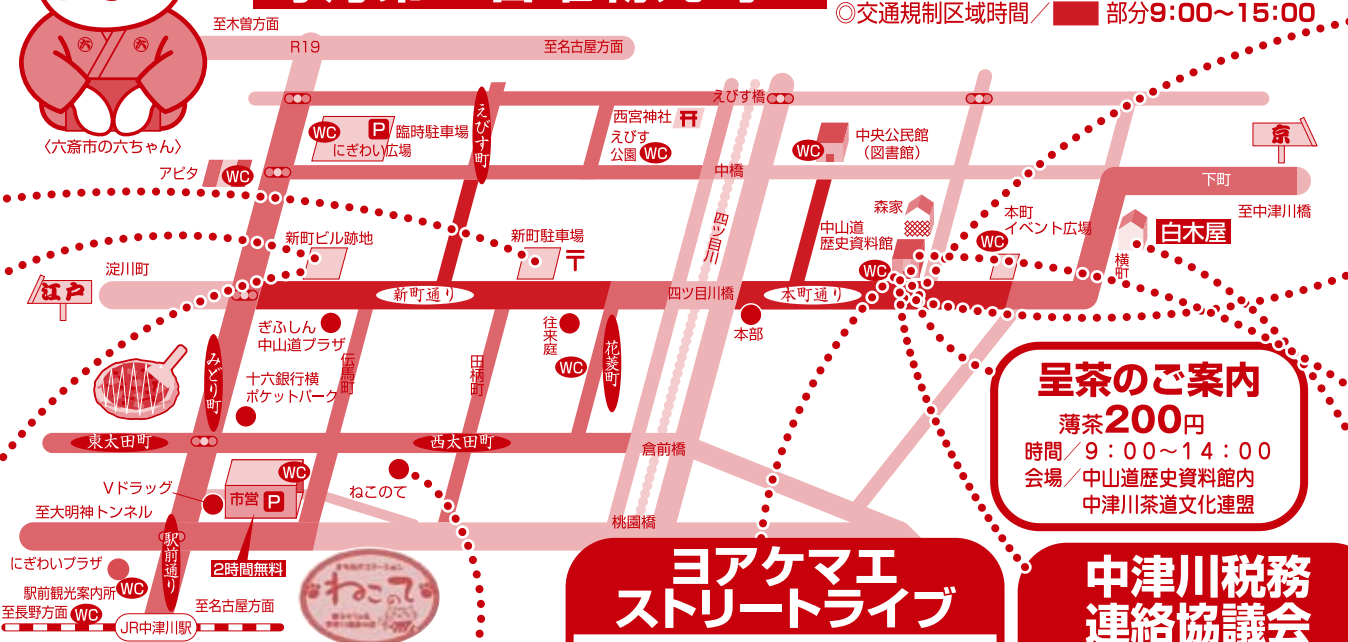 ◎交通規制区域時間／ 部分9:00〜15:00
至木曽方面
R19
至名古屋方面
〈六斎市の六ちゃん〉
えびす橋
えびす町
WC
P
臨時駐車場
にぎわい広場
西宮神社
えびす
公園
WC
WC
中央公民館
(図書館)
京
アピタ
WC
中橋
下町
至中津川橋
四ツ目川
森家
中山道
歴史資料館
WC
本町
イベント広場
WC
白木屋
横町
新町ビル跡地
新町駐車場
〒
淀川町
江戸
新町通り
四ツ目川橋
本町通り
本部
ぎふしん
中山道プラザ
往来庭
WC
花菱町
みどり町
伝馬町
田柄町
十六銀行横
ポケットパーク
東太田町
西太田町
倉前橋
呈茶のご案内
薄茶200円
時間／9：00〜14：00
会場／中山道歴史資料館内
中津川茶道文化連盟
Vドラッグ
市営
P
WC
ねこのて
至大明神トンネル
桃園橋
駅前通り
にぎわいプラザ
2時間無料
駅前観光案内所
WC
至長野方面
WC
至名古屋方面
JR中津川駅
ねこのて
ヨアケマエ
ストリートライブ
中津川税務
連絡協議会